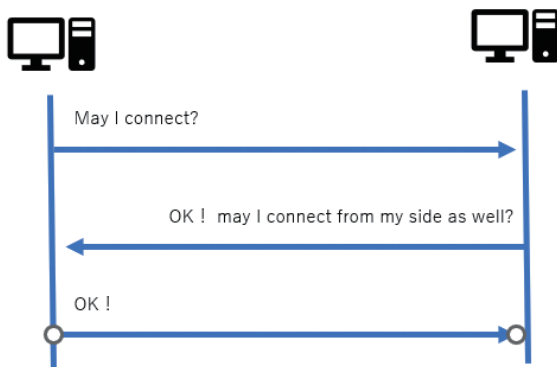 May I connect?
OK！ may I connect from my side as well?
OK！